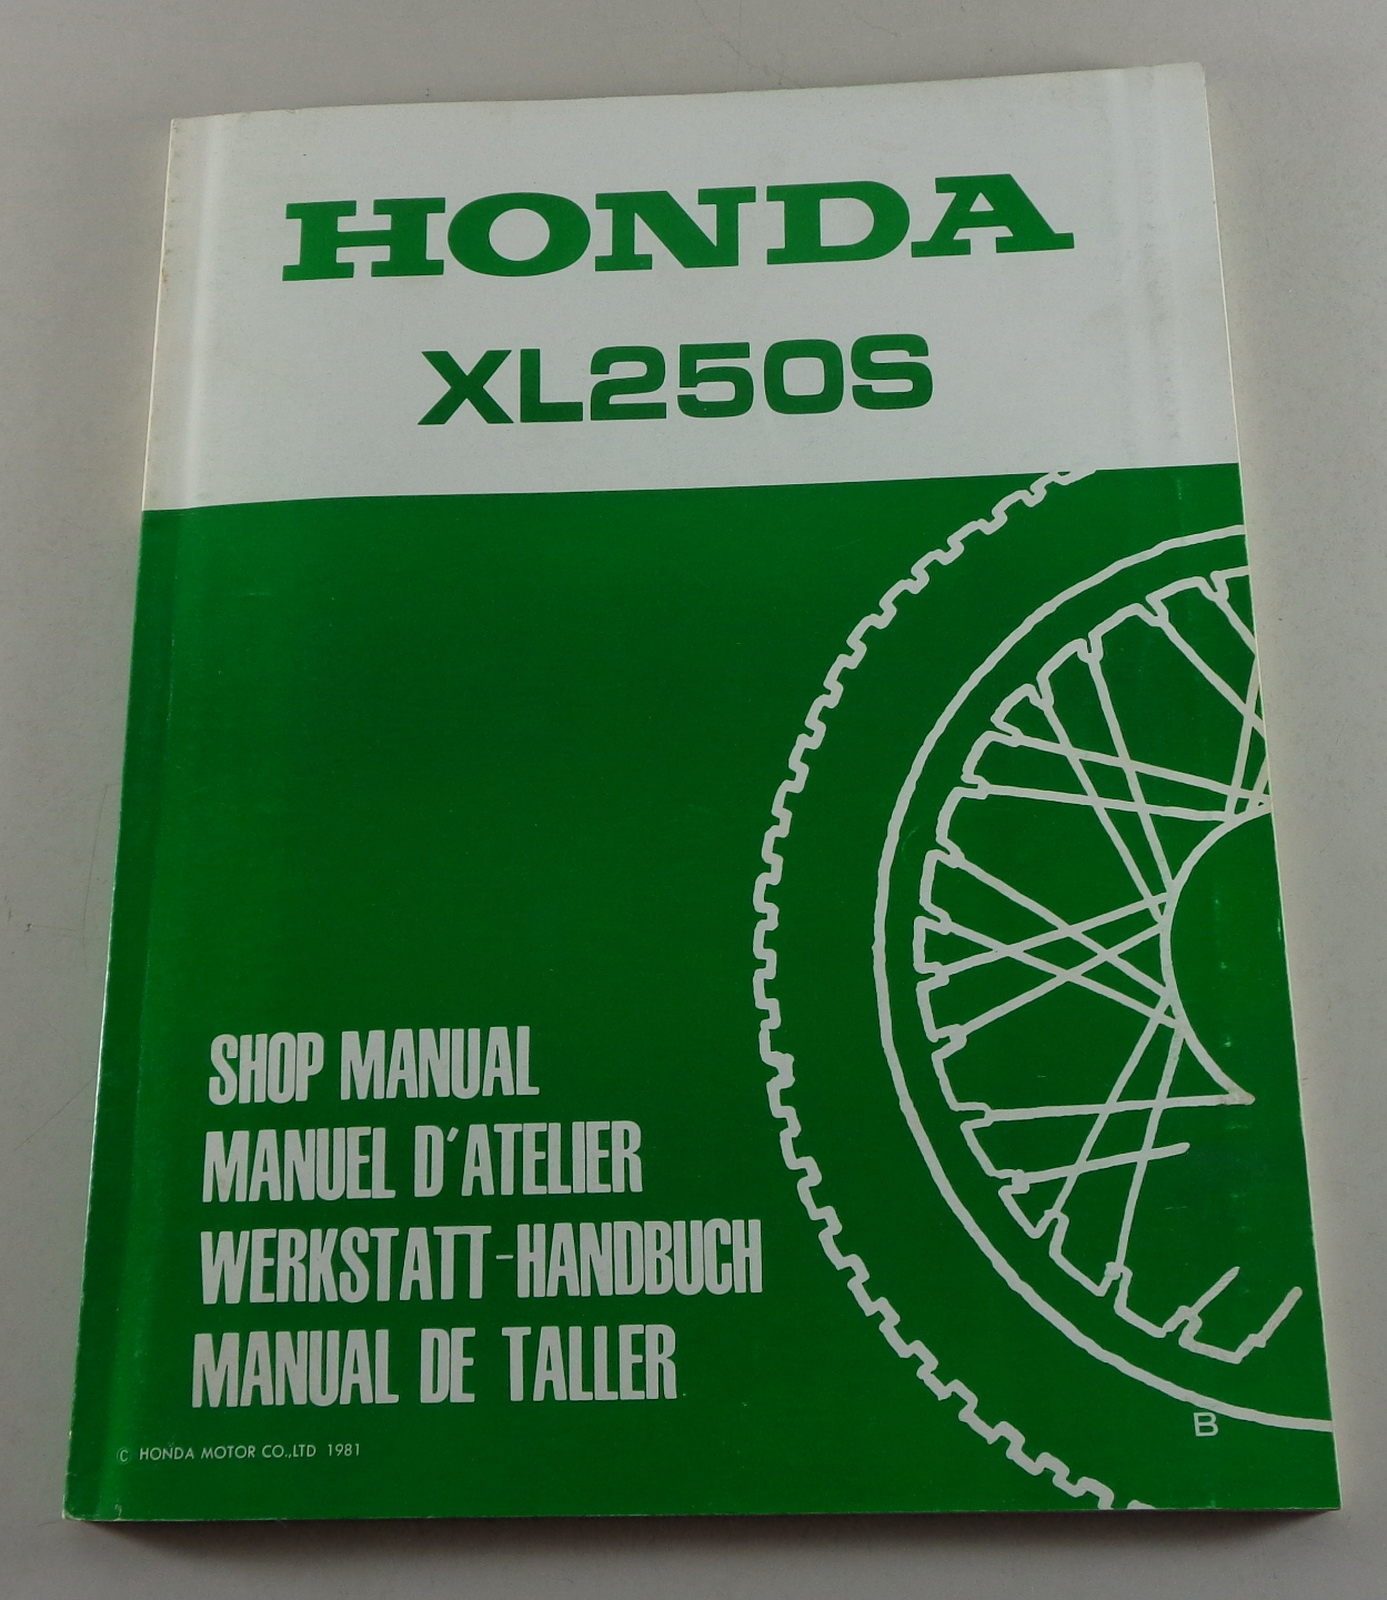 HONDA
XL250S
SHOP MANUAL
MANUEL D'ATELIER
WERKSTATT-HANDBUCH
MANUAL DE TALLER
B
© HONDA MOTOR CO.,LTD 1981